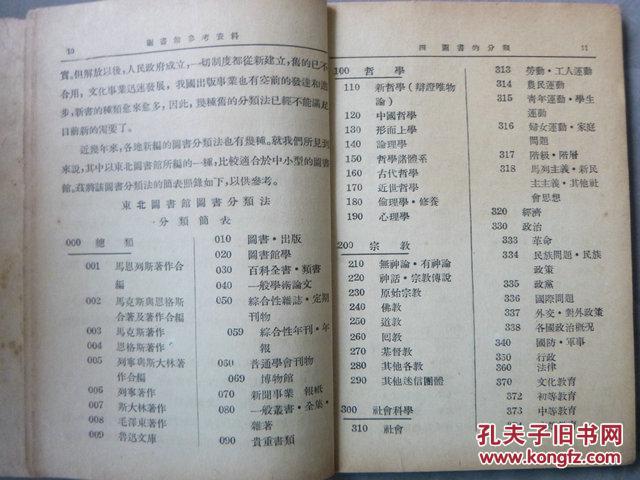 10 圖書館參考資料
實。但解放以後，人民政府成立，一切制度都從新建立，舊的已不
合用，文化事業迅速發展，我國出版事業也有空前的發達和進
步，新書的種類愈來愈多，因此，幾種舊的分類法已經不能滿足
目前新的需要了。
近幾年來，各地新編的圖書分類法也有幾種。就我們所見到
來說，其中以東北圖書館所編的一種，比較適合於中小型的圖書
館。茲將該圖書分類法的簡表照錄如下，以供參考。
東北圖書館圖書分類法
分類簡表
000 總類
001 馬恩列斯著作合
編
002 馬克斯與恩格斯
合著及著作合編
003 馬克斯著作
004 恩格斯著作
005 列寧與斯大林著
作合編
006 列寧著作
007 斯大林著作
008 毛澤東著作
009 魯迅文庫
010 圖書·出版
020 圖書館學
030 百科全書·類書
040 一般學術論文
050 綜合性雜誌·定期
刊物
059 綜合性年刊·年
報
060 普通學會刊物
069 博物館
070 新聞事業 報紙
080 一般叢書·全集·
雜著
090 貴重書類
四 圖書的分類 11
100 哲學
110 新哲學(辯證唯物
論)
120 中國哲學
130 形而上學
140 論理學
150 哲學諸體系
160 古代哲學
170 近世哲學
180 倫理學·修養
190 心理學
200 宗教
210 無神論·有神論
220 神話·宗教傳說
230 原始宗教
240 佛教
250 道教
260 回教
270 基督教
280 其他各教
290 其他迷信團體
300 社會科學
310 社會
313 勞動·工人運動
314 農民運動
315 青年運動·學生
運動
316 婦女運動·家庭
問題
317 階級·階層
318 馬列主義·新民
主主義·其他社
會思想
320 經濟
330 政治
333 革命
334 民族問題·民族
政策
335 政黨
336 國際問題
337 外交·對外政策
338 各國政治概況
340 國防·軍事
350 行政
360 法律
370 文化教育
372 初等教育
373 中等教育
孔夫子舊書網
KONGFZ.COM